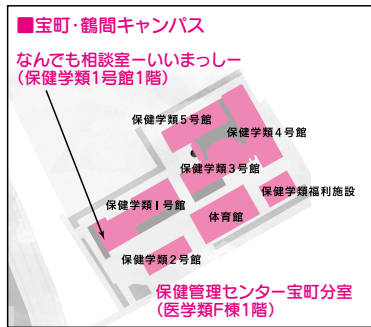 ■宝町・鶴間キャンパス
なんでも相談室ーいいまっしー
(保健学類1号館1階)
保健学類5号館
保健学類4号館
保健学類3号館
保健学類福利施設
保健学類1号館
体育館
保健学類2号館
保健管理センター宝町分室
(医学類F棟1階)